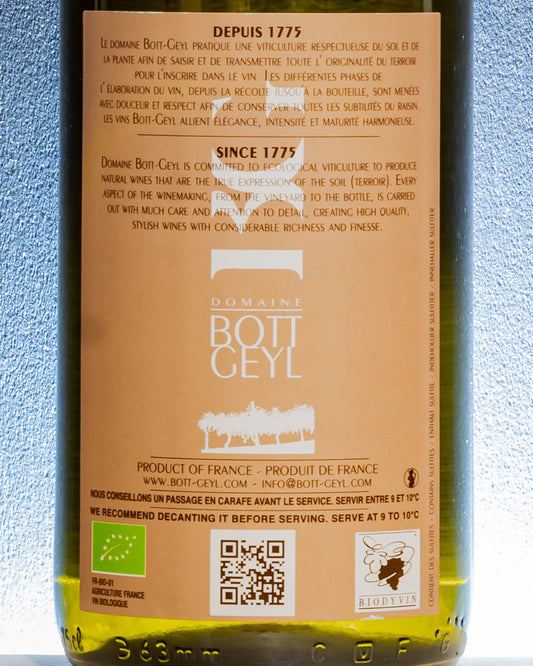 DEPUIS 1775
LE DOMAINE BOTT-GEYL PRATIQUE UNE VITICULTURE RESPECTUEUSE DU SOL ET DE
LA PLANTE AFIN DE SAISIR ET DE TRANSMETTRE TOUTE L' ORIGINALITÉ DU TERROIR
POUR L'INSCRIRE DANS LE VIN. LES DIFFÉRENTES PHASES DE
L' ÉLABORATION DU VIN, DEPUIS LA RÉCOLTE JUSQU'À LA BOUTEILLE, SONT MENÉES
AVEC DOUCEUR ET RESPECT AFIN DE CONSERVER TOUTES LES SUBTILITÉS DU RAISIN
LES VINS BOTT-GEYL ALLIENT ÉLÉGANCE, INTENSITÉ ET MATURITÉ HARMONIEUSE.
SINCE 1775
DOMAINE BOTT-GEYL IS COMMITTED TO ECOLOGICAL VITICULTURE TO PRODUCE
NATURAL WINES THAT ARE THE TRUE EXPRESSION OF THE SOIL (TERROIR). EVERY
ASPECT OF THE WINEMAKING, FROM THE VINEYARD TO THE BOTTLE, IS CARRIED
OUT WITH MUCH CARE AND ATTENTION TO DETAIL, CREATING HIGH QUALITY,
STYLISH WINES WITH CONSIDERABLE RICHNESS AND FINESSE.
DOMAINE
BOTT
GEYL
PRODUCT OF FRANCE - PRODUIT DE FRANCE
WWW.BOTT-GEYL.COM - INFO@BOTT-GEYL.COM
NOUS CONSEILLONS UN PASSAGE EN CARAFE AVANT LE SERVICE. SERVIR ENTRE 9 ET 10°C
WE RECOMMEND DECANTING IT BEFORE SERVING. SERVE AT 9 TO 10°C
FR-BIO-01
AGRICULTURE FRANCE
VIN BIOLOGIQUE
BIODYVIN
CONTIENT DES SULFITES - CONTAINS SULFITES - ENTHÄLT SULFITE - INDEHOLDER SULFITTER - INNEHÅLLER SULFITER
75cl 363mm C D F